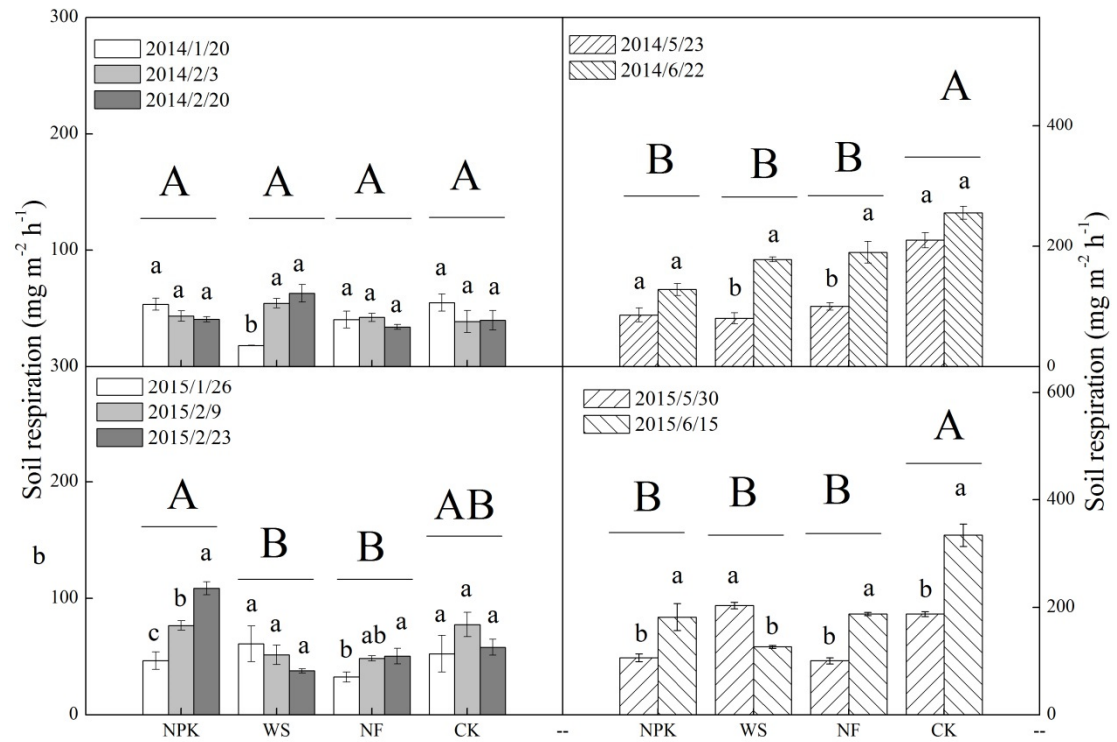 300
2014/1/20
2014/2/3
2014/2/20
2014/5/23
2014/6/22
A
400
200
A A A A
B B B
a a
a
a
100
200
a a a
b
a a
a a a
a a a
a a
b
b
300
0
2015/1/26
2015/2/9
2015/2/23
2015/5/30
2015/6/15
600
A
200
A
B B AB
B B B
400
b
a
b
c
a a a
b ab a
a a a
a
b
a
b
a
b
a
b
100
200
0
0
NPK WS NF CK --
NPK WS NF CK --
Soil respiration (mg m⁻² h⁻¹)
Soil respiration (mg m⁻² h⁻¹)